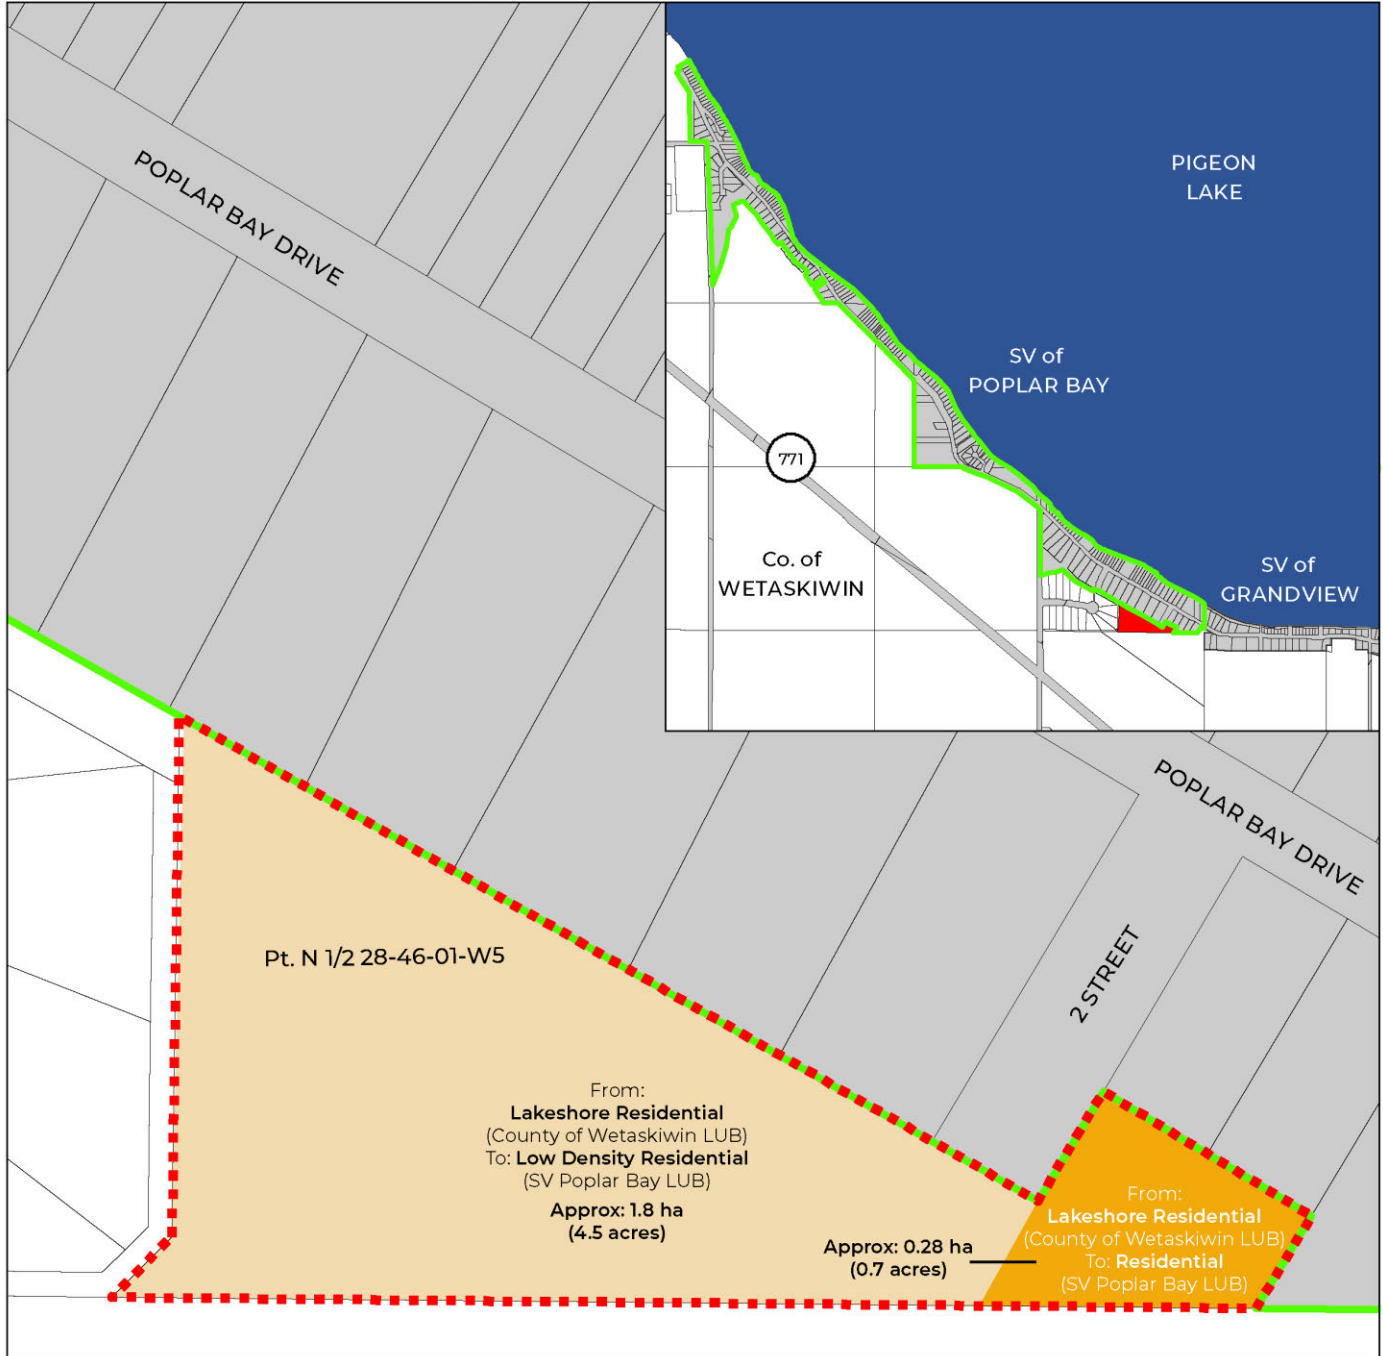 POPLAR BAY DRIVE
PIGEON
LAKE
SV of
POPLAR BAY
771
Co. of
WETASKIWIN
SV of
GRANDVIEW
POPLAR BAY DRIVE
2 STREET
Pt. N 1/2 28-46-01-W5
From:
Lakeshore Residential
(County of Wetaskiwin LUB)
To: Low Density Residential
(SV Poplar Bay LUB)
Approx: 1.8 ha
(4.5 acres)
Approx: 0.28 ha
(0.7 acres)
From:
Lakeshore Residential
(County of Wetaskiwin LUB)
To: Residential
(SV Poplar Bay LUB)